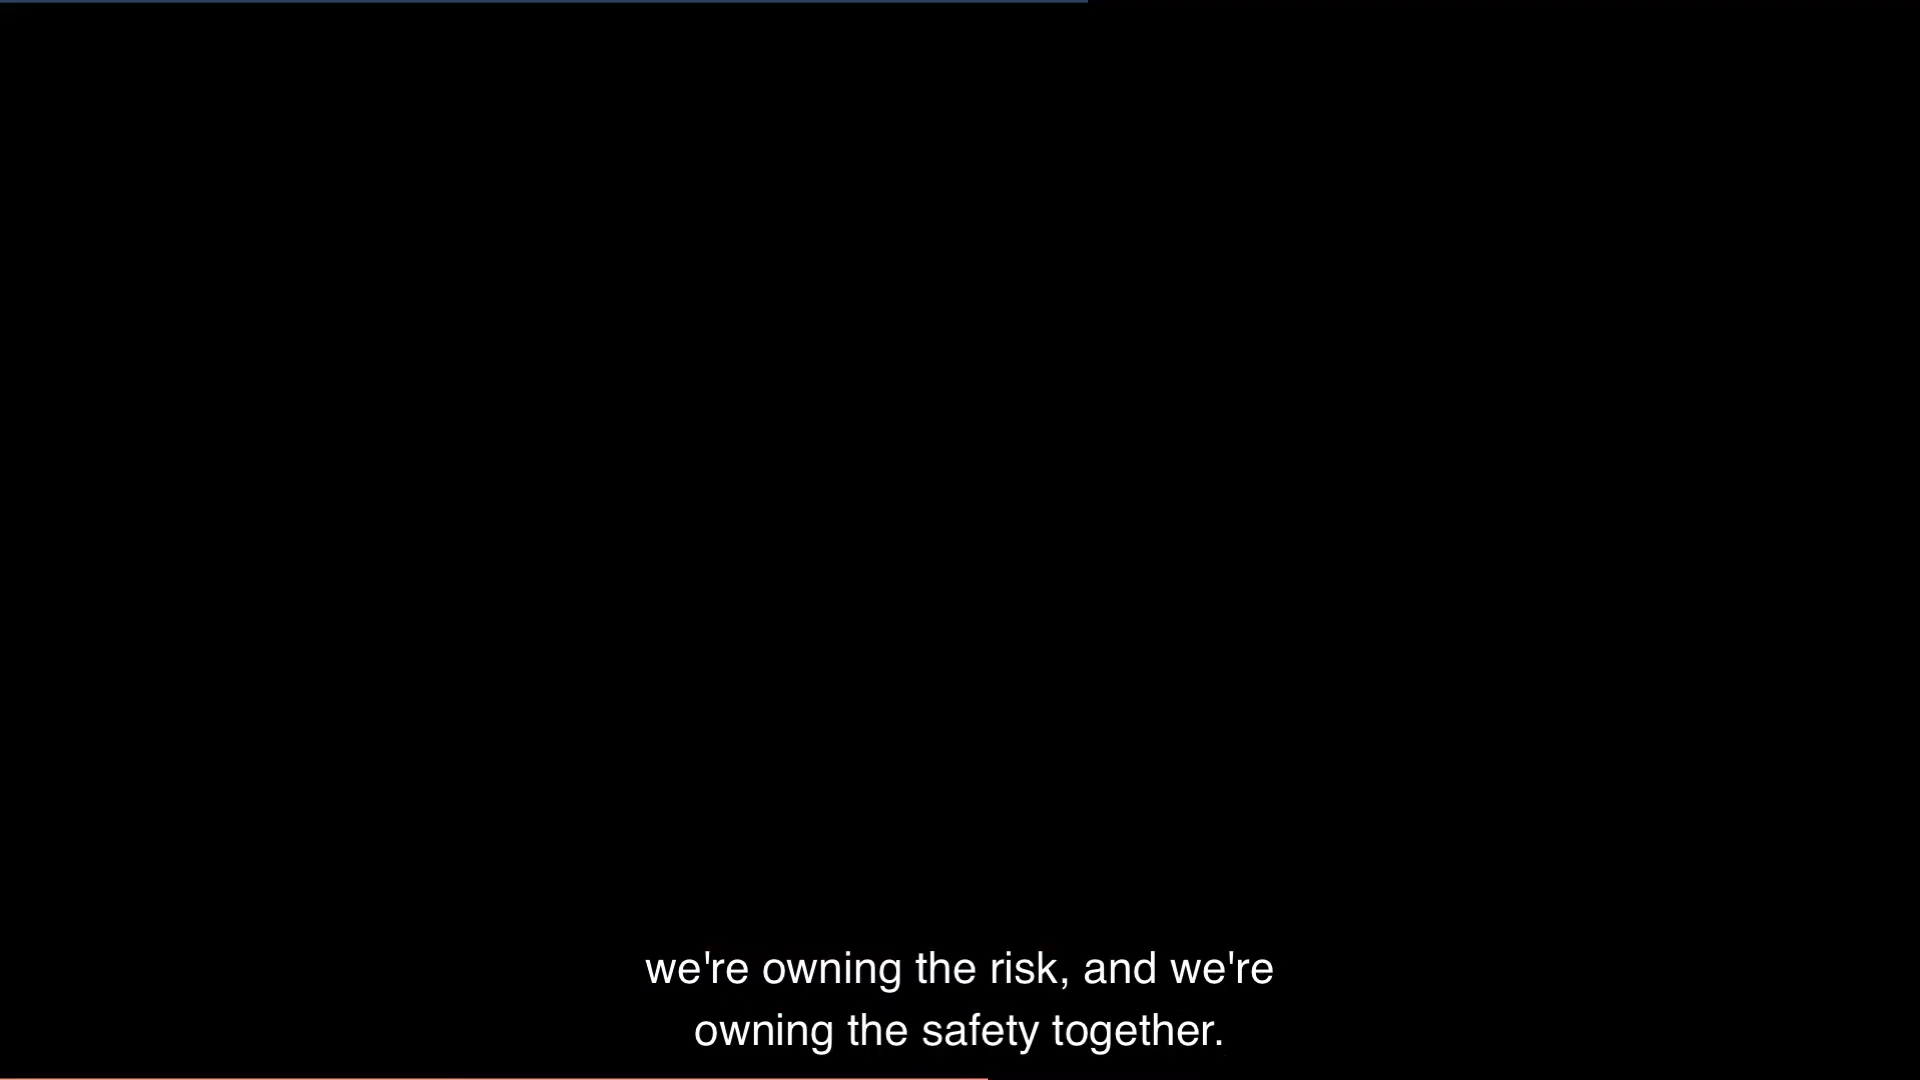 we're owning the risk, and we're
owning the safety together.